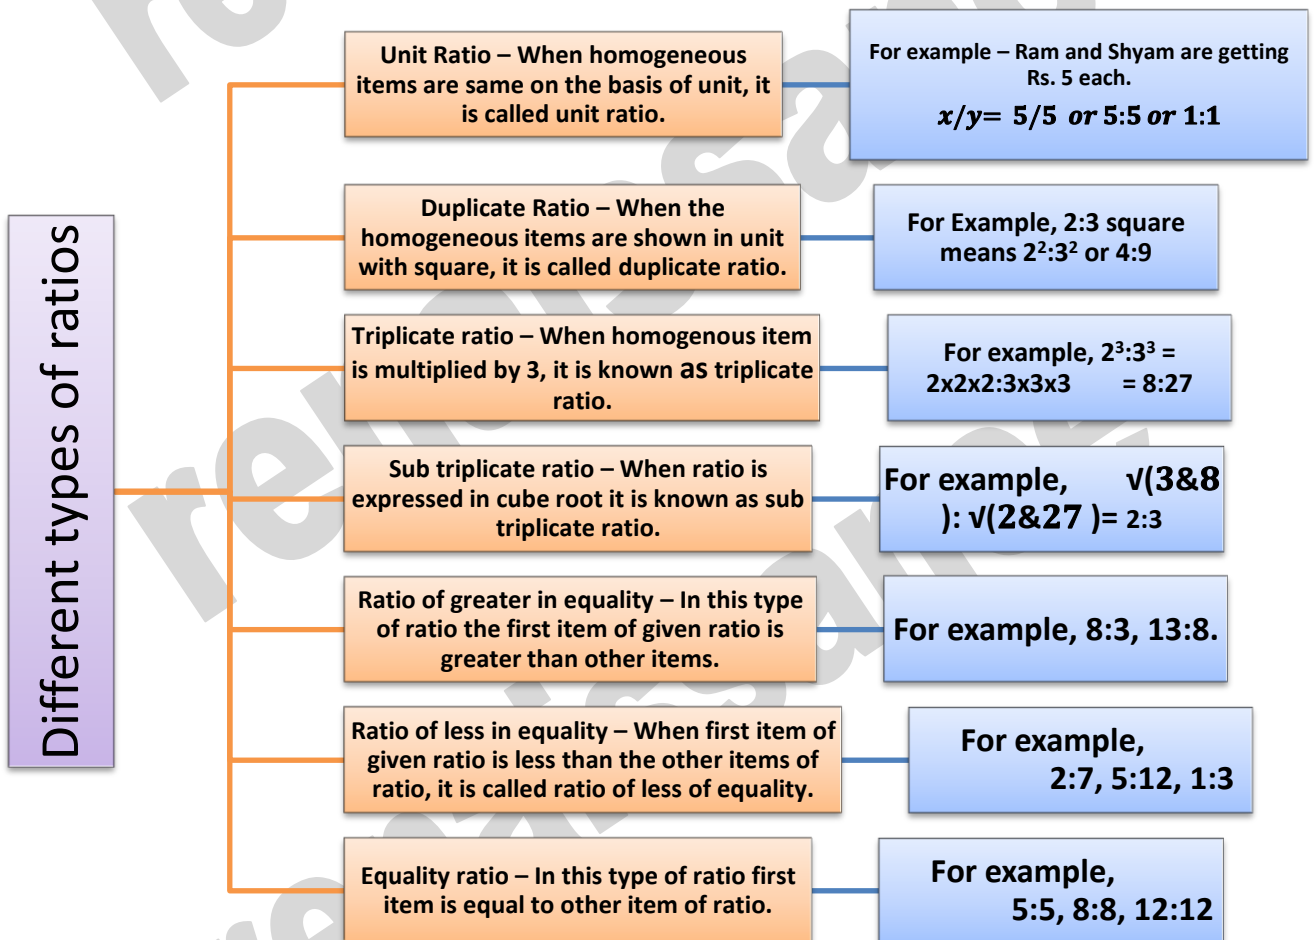 Different types of ratios
Unit Ratio – When homogeneous
items are same on the basis of unit, it
is called unit ratio.
For example – Ram and Shyam are getting
Rs. 5 each.
x/y= 5/5 or 5:5 or 1:1
Duplicate Ratio – When the
homogeneous items are shown in unit
with square, it is called duplicate ratio.
For Example, 2:3 square
means 2²:3² or 4:9
Triplicate ratio – When homogenous item
is multiplied by 3, it is known as triplicate
ratio.
For example, 2³:3³ =
2x2x2:3x3x3 = 8:27
Sub triplicate ratio – When ratio is
expressed in cube root it is known as sub
triplicate ratio.
For example, √(3&8
): √(2&27 )= 2:3
Ratio of greater in equality – In this type
of ratio the first item of given ratio is
greater than other items.
For example, 8:3, 13:8.
Ratio of less in equality – When first item of
given ratio is less than the other items of
ratio, it is called ratio of less of equality.
For example,
2:7, 5:12, 1:3
Equality ratio – In this type of ratio first
item is equal to other item of ratio.
For example,
5:5, 8:8, 12:12